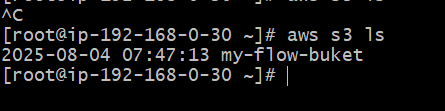 ^C
[root@ip-192-168-0-30 ~]# aws s3 ls
2025-08-04 07:47:13 my-flow-buket
[root@ip-192-168-0-30 ~]#